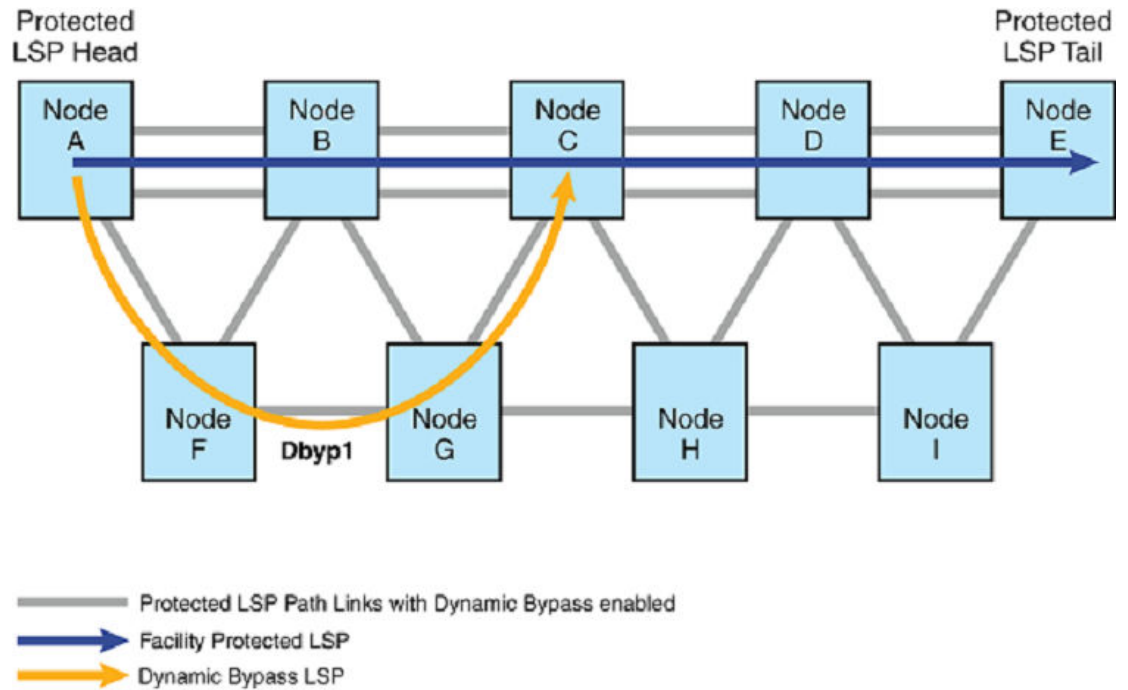 Protected
LSP Head
Protected
LSP Tail
Node
A
Node
B
Node
C
Node
D
Node
E
Node
F
Dbyp1
Node
G
Node
H
Node
I
Protected LSP Path Links with Dynamic Bypass enabled
Facility Protected LSP
Dynamic Bypass LSP